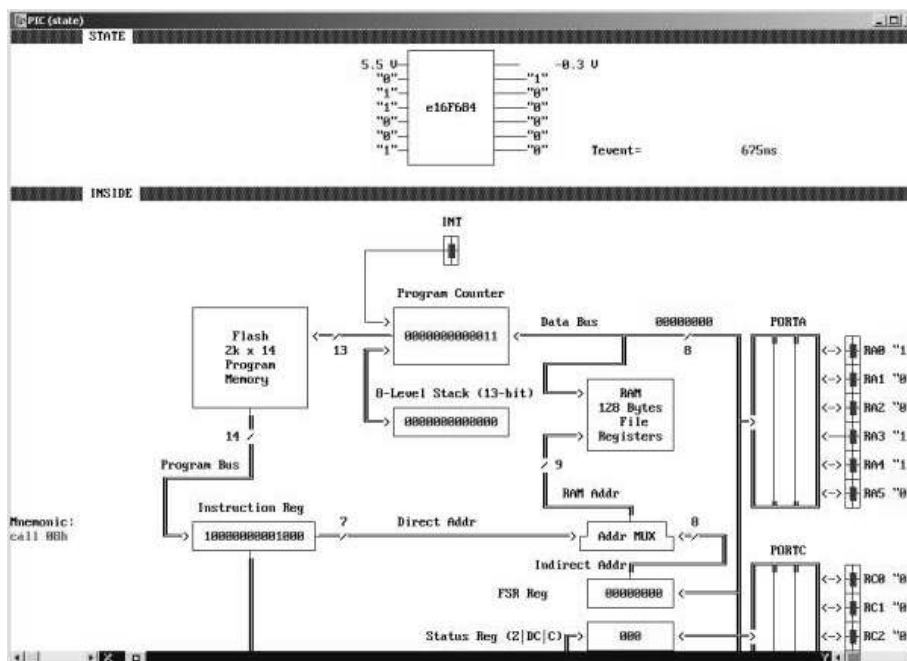 PIC (state)
STATE
5.5 V
-0.3 V
"0"
"1"
"1"
"0"
"1"
e16F684
"0"
"0"
"0"
"0"
"0"
"1"
"0"
Tevent= 675ns
INSIDE
INT
Program Counter
Flash
2k x 14
Program
Memory
13
0000000000011
Data Bus
00000000
8
PORTA
RA0 "1
RA1 "0
RA2 "0
RA3 "1
RA4 "1
RA5 "0
8-Level Stack (13-bit)
0000000000000
RAM
128 Bytes
File
Registers
14
Program Bus
9
RAM Addr
Instruction Reg
Mnemonic:
call 08h
10000000001000
7
Direct Addr
Addr MUX
8
PORTC
Indirect Addr
FSR Reg
00000000
RC0 "0
RC1 "0
RC2 "0
Status Reg (Z|DC|C)
000